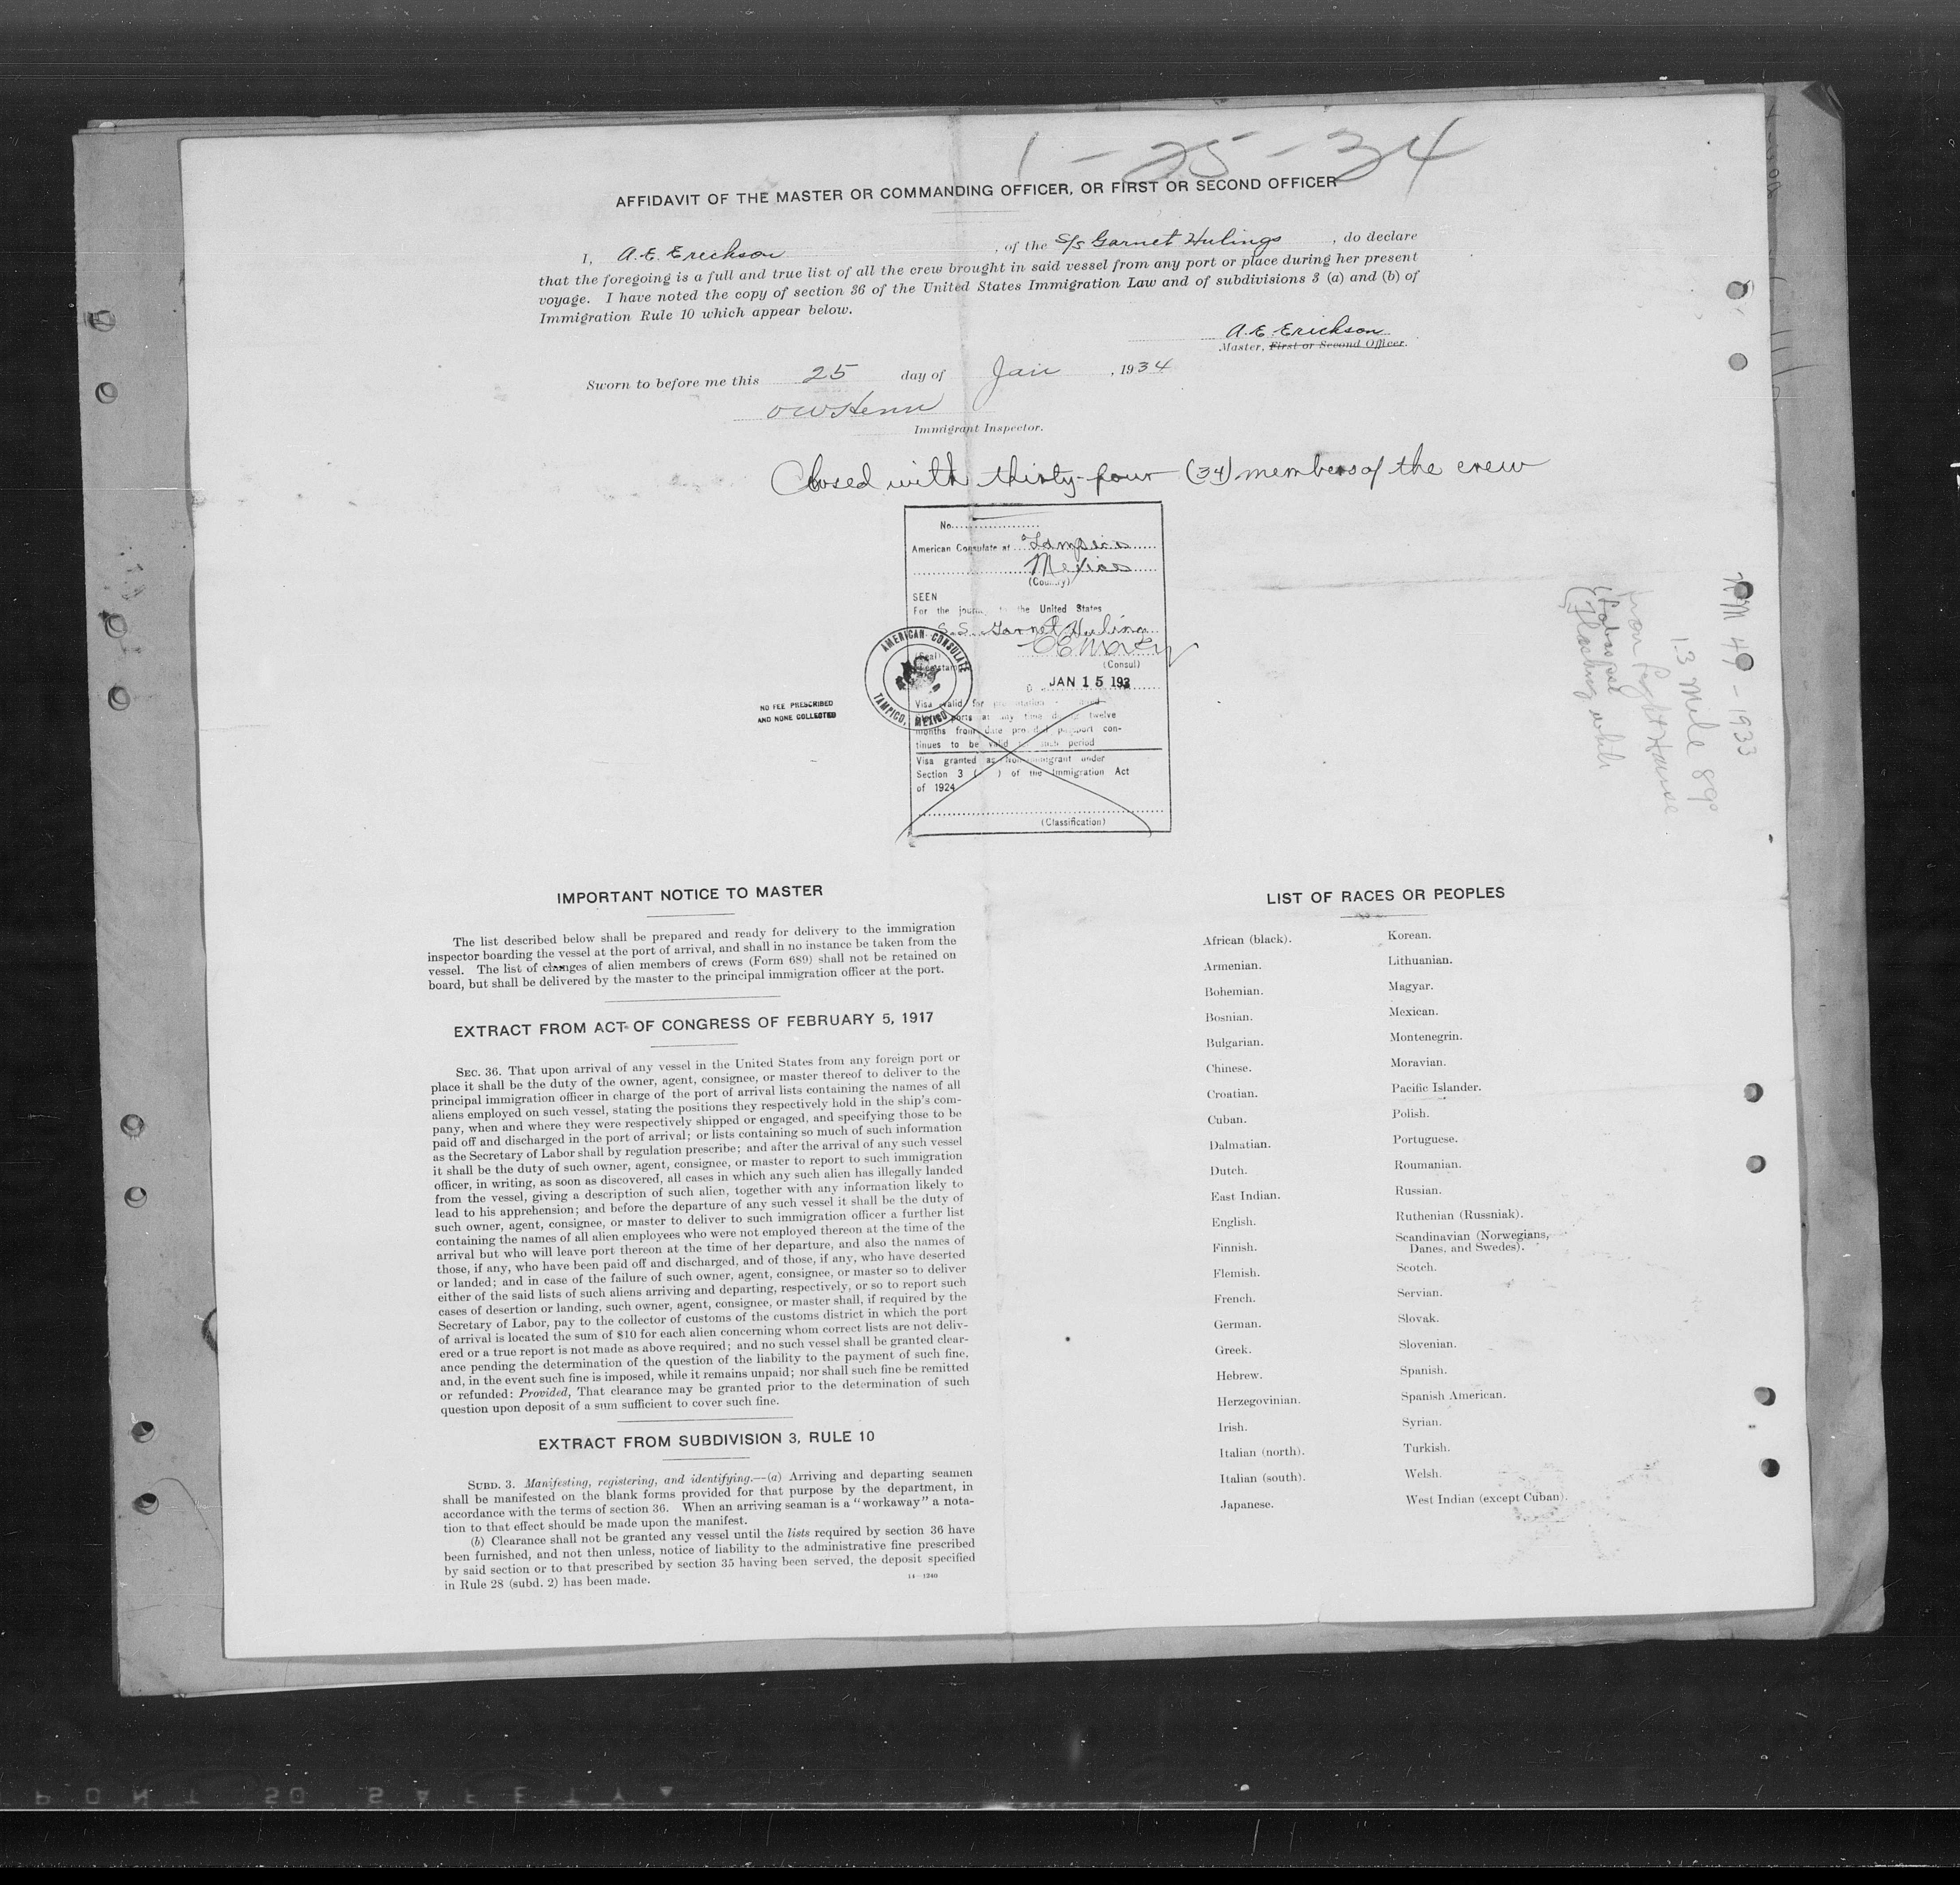 1-25-34
AFFIDAVIT OF THE MASTER OR COMMANDING OFFICER, OR FIRST OR SECOND OFFICER
I, A. E. Erickson, of the S/S Garnet Hulings, do declare
that the foregoing is a full and true list of all the crew brought in said vessel from any port or place during her present
voyage. I have noted the copy of section 36 of the United States Immigration Law and of subdivisions 3 (a) and (b) of
Immigration Rule 10 which appear below.
A. E. Erickson
Master, First or Second Officer.
Sworn to before me this 25 day of Jan, 1934
Immigrant Inspector.
Closed with thirty-four (34) members of the crew
No.
American Consulate at Tampico
Mexico
(Country)
SEEN
For the journey to the United States
S.S. Garnet Huling
(Seal)
(Consul)
JAN 15 193
AMERICAN CONSULATE
TAMPICO, MEXICO
NO FEE PRESCRIBED
AND NONE COLLECTED
Visa valid for
ports at any time twelve
months from date passport con-
tinues to be valid such period
Visa granted as Non-immigrant under
Section 3 ( ) of the Immigration Act
of 1924
(Classification)
49-1933
13 mile 89°
from Light House
(Flashing white
IMPORTANT NOTICE TO MASTER
The list described below shall be prepared and ready for delivery to the immigration
inspector boarding the vessel at the port of arrival, and shall in no instance be taken from the
vessel. The list of changes of alien members of crews (Form 689) shall not be retained on
board, but shall be delivered by the master to the principal immigration officer at the port.
EXTRACT FROM ACT OF CONGRESS OF FEBRUARY 5, 1917
SEC. 36. That upon arrival of any vessel in the United States from any foreign port or
place it shall be the duty of the owner, agent, consignee, or master thereof to deliver to the
principal immigration officer in charge of the port of arrival lists containing the names of all
aliens employed on such vessel, stating the positions they respectively hold in the ship's com-
pany, when and where they were respectively shipped or engaged, and specifying those to be
paid off and discharged in the port of arrival; or lists containing so much of such information
as the Secretary of Labor shall by regulation prescribe; and after the arrival of any such vessel
it shall be the duty of such owner, agent, consignee, or master to report to such immigration
officer, in writing, as soon as discovered, all cases in which any such alien has illegally landed
from the vessel, giving a description of such alien, together with any information likely to
lead to his apprehension; and before the departure of any such vessel it shall be the duty of
such owner, agent, consignee, or master to deliver to such immigration officer a further list
containing the names of all alien employees who were not employed thereon at the time of the
arrival but who will leave port thereon at the time of her departure, and also the names of
those, if any, who have been paid off and discharged, and of those, if any, who have deserted
or landed; and in case of the failure of such owner, agent, consignee, or master so to deliver
either of the said lists of such aliens arriving and departing, respectively, or so to report such
cases of desertion or landing, such owner, agent, consignee, or master shall, if required by the
Secretary of Labor, pay to the collector of customs of the customs district in which the port
of arrival is located the sum of $10 for each alien concerning whom correct lists are not deliv-
ered or a true report is not made as above required; and no such vessel shall be granted clear-
ance pending the determination of the question of the liability to the payment of such fine,
and, in the event such fine is imposed, while it remains unpaid; nor shall such fine be remitted
or refunded: Provided, That clearance may be granted prior to the determination of such
question upon deposit of a sum sufficient to cover such fine.
EXTRACT FROM SUBDIVISION 3, RULE 10
SUBD. 3. Manifesting, registering, and identifying.—(a) Arriving and departing seamen
shall be manifested on the blank forms provided for that purpose by the department, in
accordance with the terms of section 36. When an arriving seaman is a "workaway" a nota-
tion to that effect should be made upon the manifest.
(b) Clearance shall not be granted any vessel until the lists required by section 36 have
been furnished, and not then unless, notice of liability to the administrative fine prescribed
by said section or to that prescribed by section 35 having been served, the deposit specified
in Rule 28 (subd. 2) has been made.
14—1240
LIST OF RACES OR PEOPLES
African (black).
Armenian.
Bohemian.
Bosnian.
Bulgarian.
Chinese.
Croatian.
Cuban.
Dalmatian.
Dutch.
East Indian.
English.
Finnish.
Flemish.
French.
German.
Greek.
Hebrew.
Herzegovinian.
Irish.
Italian (north).
Italian (south).
Japanese.
Korean.
Lithuanian.
Magyar.
Mexican.
Montenegrin.
Moravian.
Pacific Islander.
Polish.
Portuguese.
Roumanian.
Russian.
Ruthenian (Russniak).
Scandinavian (Norwegians,
Danes, and Swedes).
Scotch.
Servian.
Slovak.
Slovenian.
Spanish.
Spanish American.
Syrian.
Turkish.
Welsh.
West Indian (except Cuban).